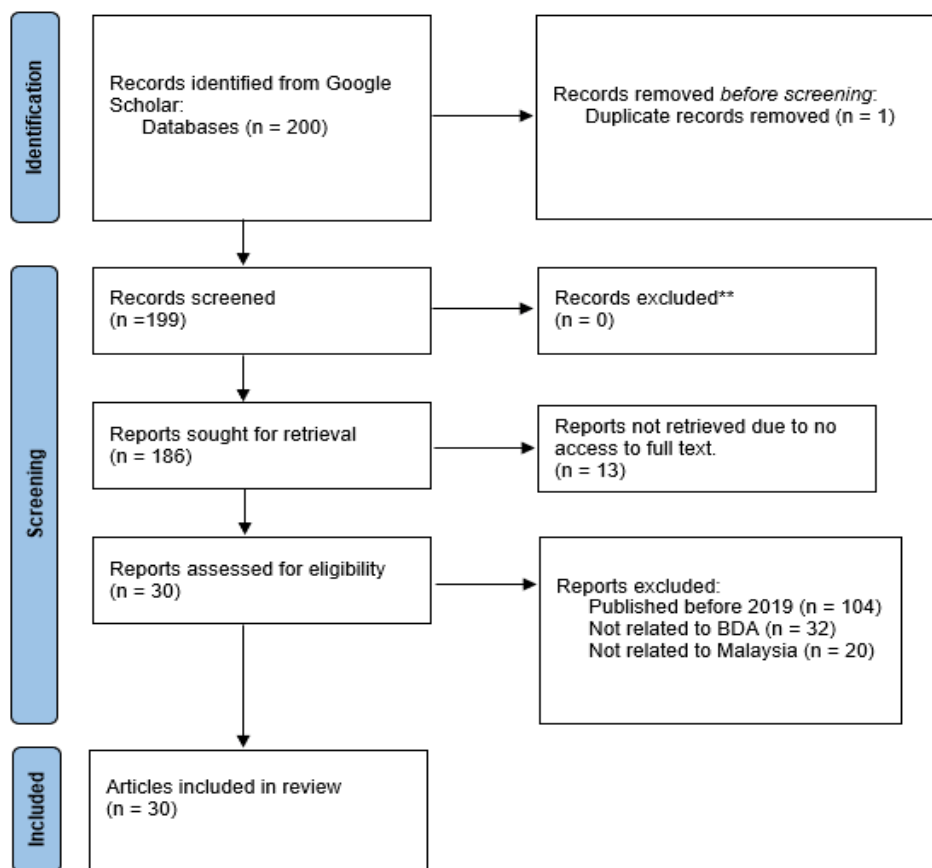 Identification
Records identified from Google
Scholar:
Databases (n = 200)
Records removed before screening:
Duplicate records removed (n = 1)
Screening
Records screened
(n =199)
Records excluded**
(n = 0)
Reports sought for retrieval
(n = 186)
Reports not retrieved due to no
access to full text.
(n = 13)
Reports assessed for eligibility
(n = 30)
Reports excluded:
Published before 2019 (n = 104)
Not related to BDA (n = 32)
Not related to Malaysia (n = 20)
Included
Articles included in review
(n = 30)